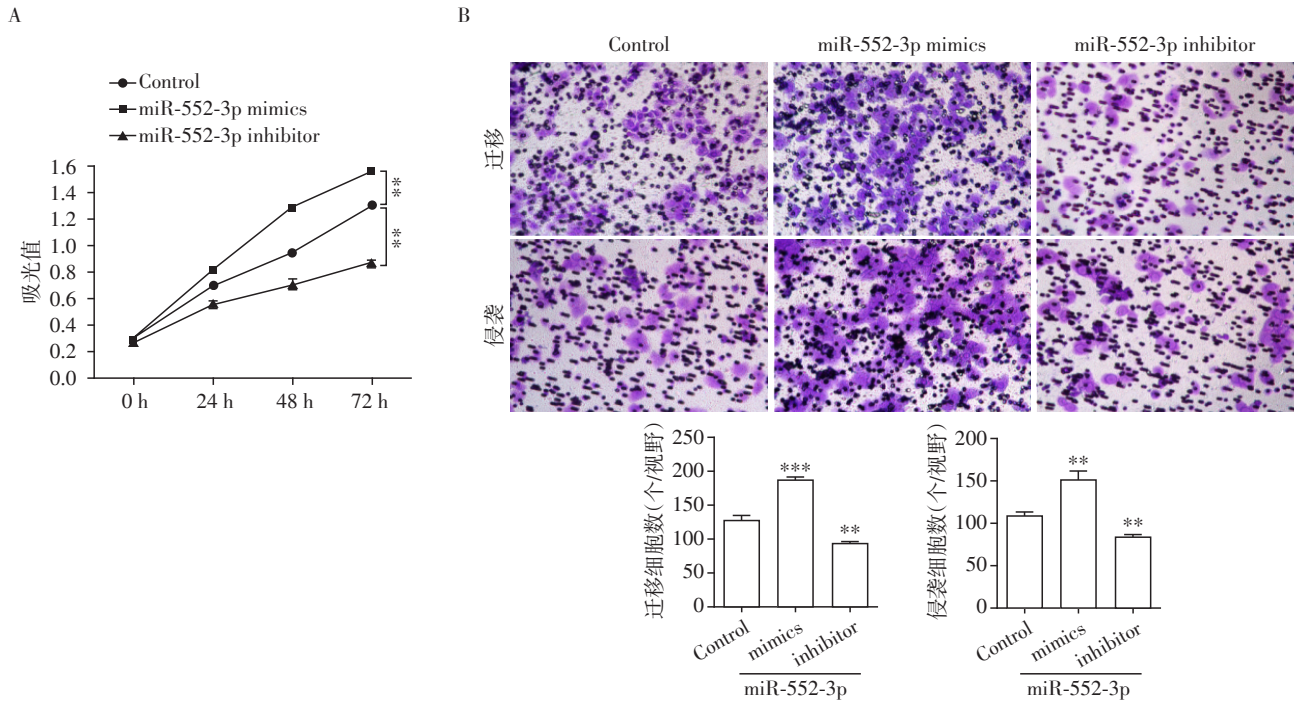 A
Control
miR-552-3p mimics
miR-552-3p inhibitor
1.6
1.4
1.2
1.0
0.8
0.6
0.4
0.2
0.0
吸光值
**
**
0 h 24 h 48 h 72 h
B
Control miR-552-3p mimics miR-552-3p inhibitor
迁移
侵袭
迁移细胞数(个/视野)
250
200
150
100
50
0
***
**
Control mimics inhibitor
miR-552-3p
侵袭细胞数(个/视野)
200
150
100
50
0
**
**
Control mimics inhibitor
miR-552-3p